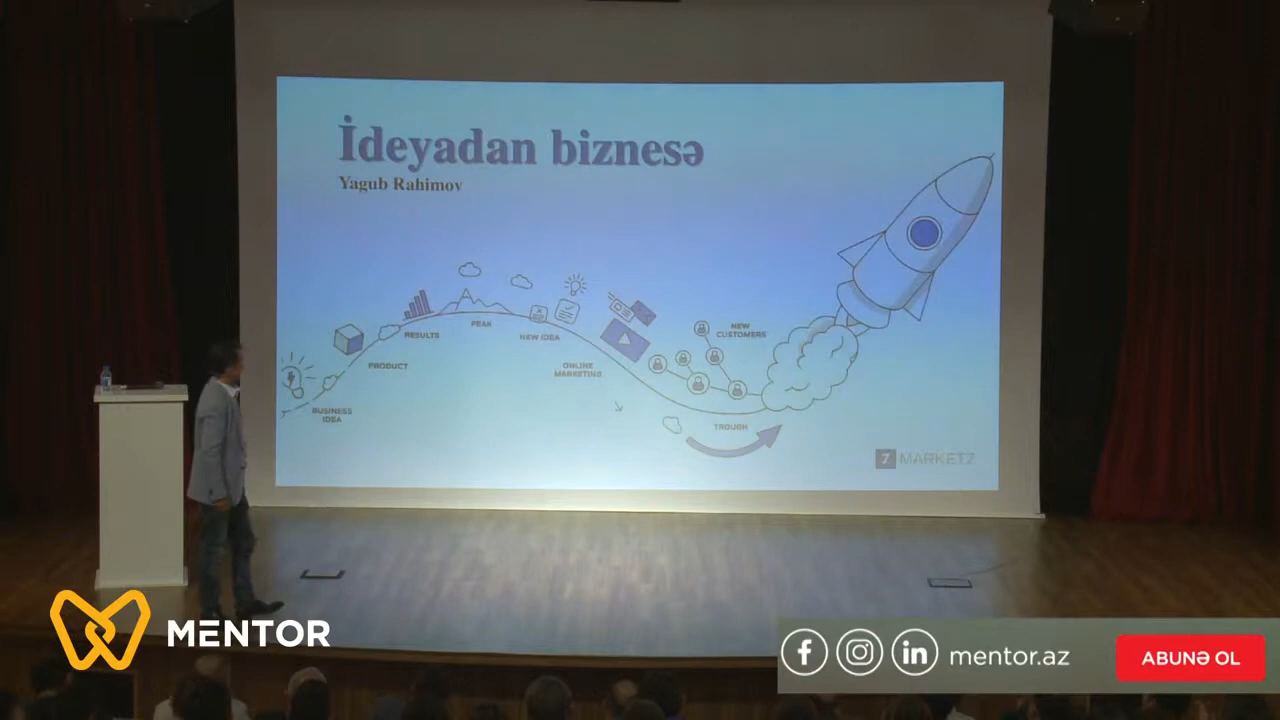 İdeyadan biznesə
Yagub Rahimov
RESULTS
PEAK
NEW IDEA
NEW
CUSTOMERS
PRODUCT
ONLINE
MARKETING
BUSINESS
IDEA
TROUGH
7 MARKETZ
MENTOR
mentor.az
ABUNƏ OL